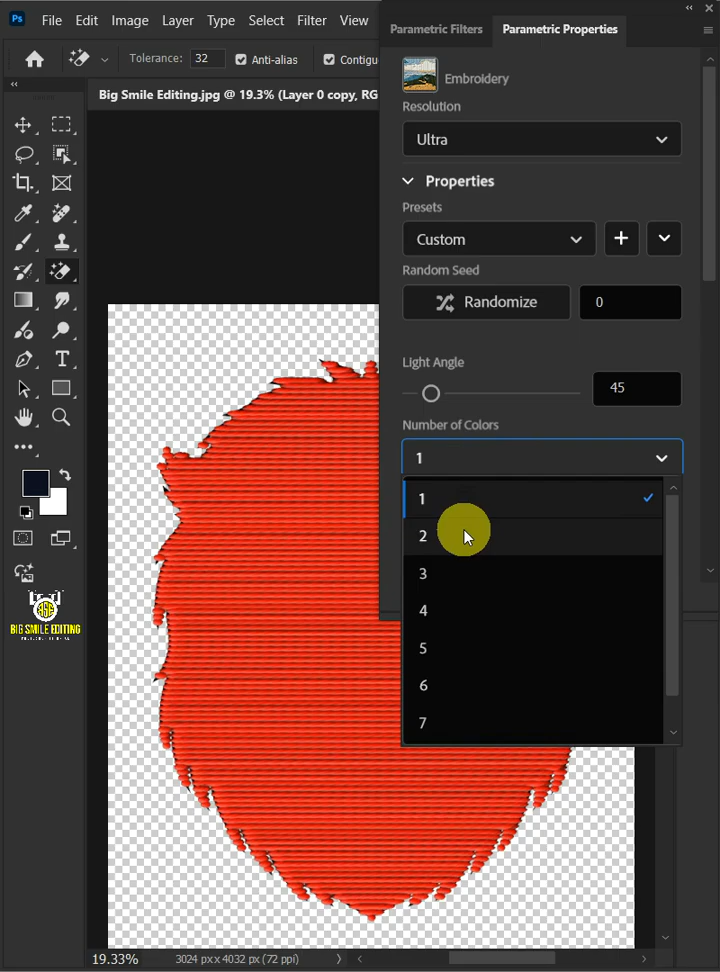 Ps File Edit Image Layer Type Select Filter View
Parametric Filters Parametric Properties
Tolerance: 32 Anti-alias Contigu
Big Smile Editing.jpg @ 19.3% (Layer 0 copy, RG
Embroidery
Resolution
Ultra
Properties
Presets
Custom
Random Seed
Randomize 0
Light Angle
45
Number of Colors
1
1
2
3
4
5
6
7
BIG SMILE EDITING
19.33% 3024 px x 4032 px (72 ppi)